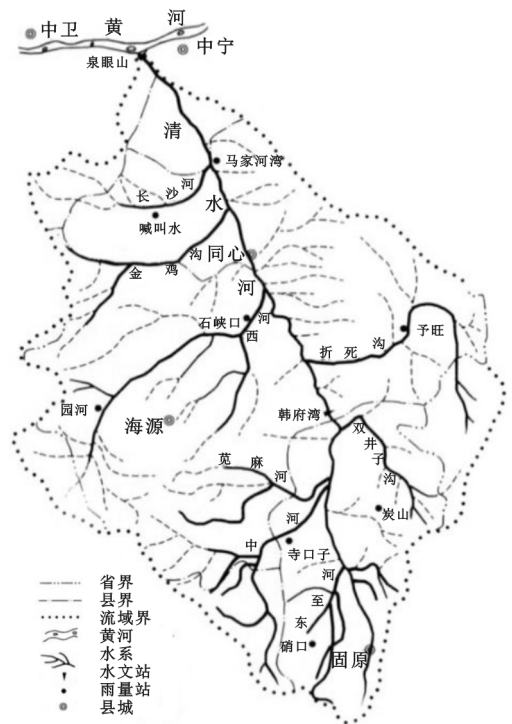 中卫
黄河
中宁
泉眼山
清水河
马家河湾
长沙河
喊叫水
金鸡沟
同心
石峡口
西河
折死沟
予旺
园河
海源
韩府湾
双井子沟
苋麻河
炭山
中河
寺口子
东至河
硝口
固原
省界
县界
流域界
黄河
水系
水文站
雨量站
县城